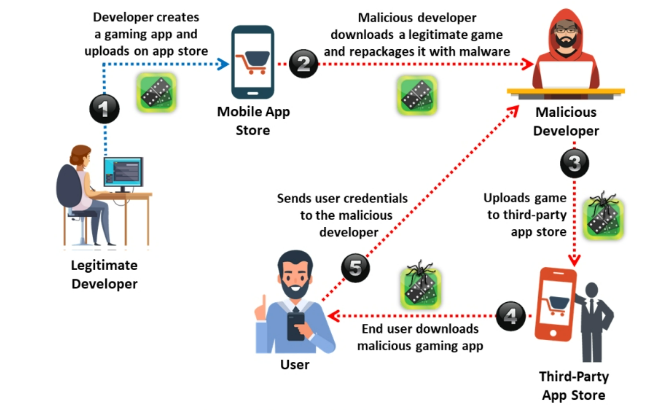 Developer creates
a gaming app and
uploads on app store
1
Legitimate
Developer
Mobile App
Store
2
Malicious developer
downloads a legitimate game
and repackages it with malware
Malicious
Developer
3
Uploads game
to third-party
app store
Third-Party
App Store
4
End user downloads
malicious gaming app
User
5
Sends user credentials
to the malicious
developer